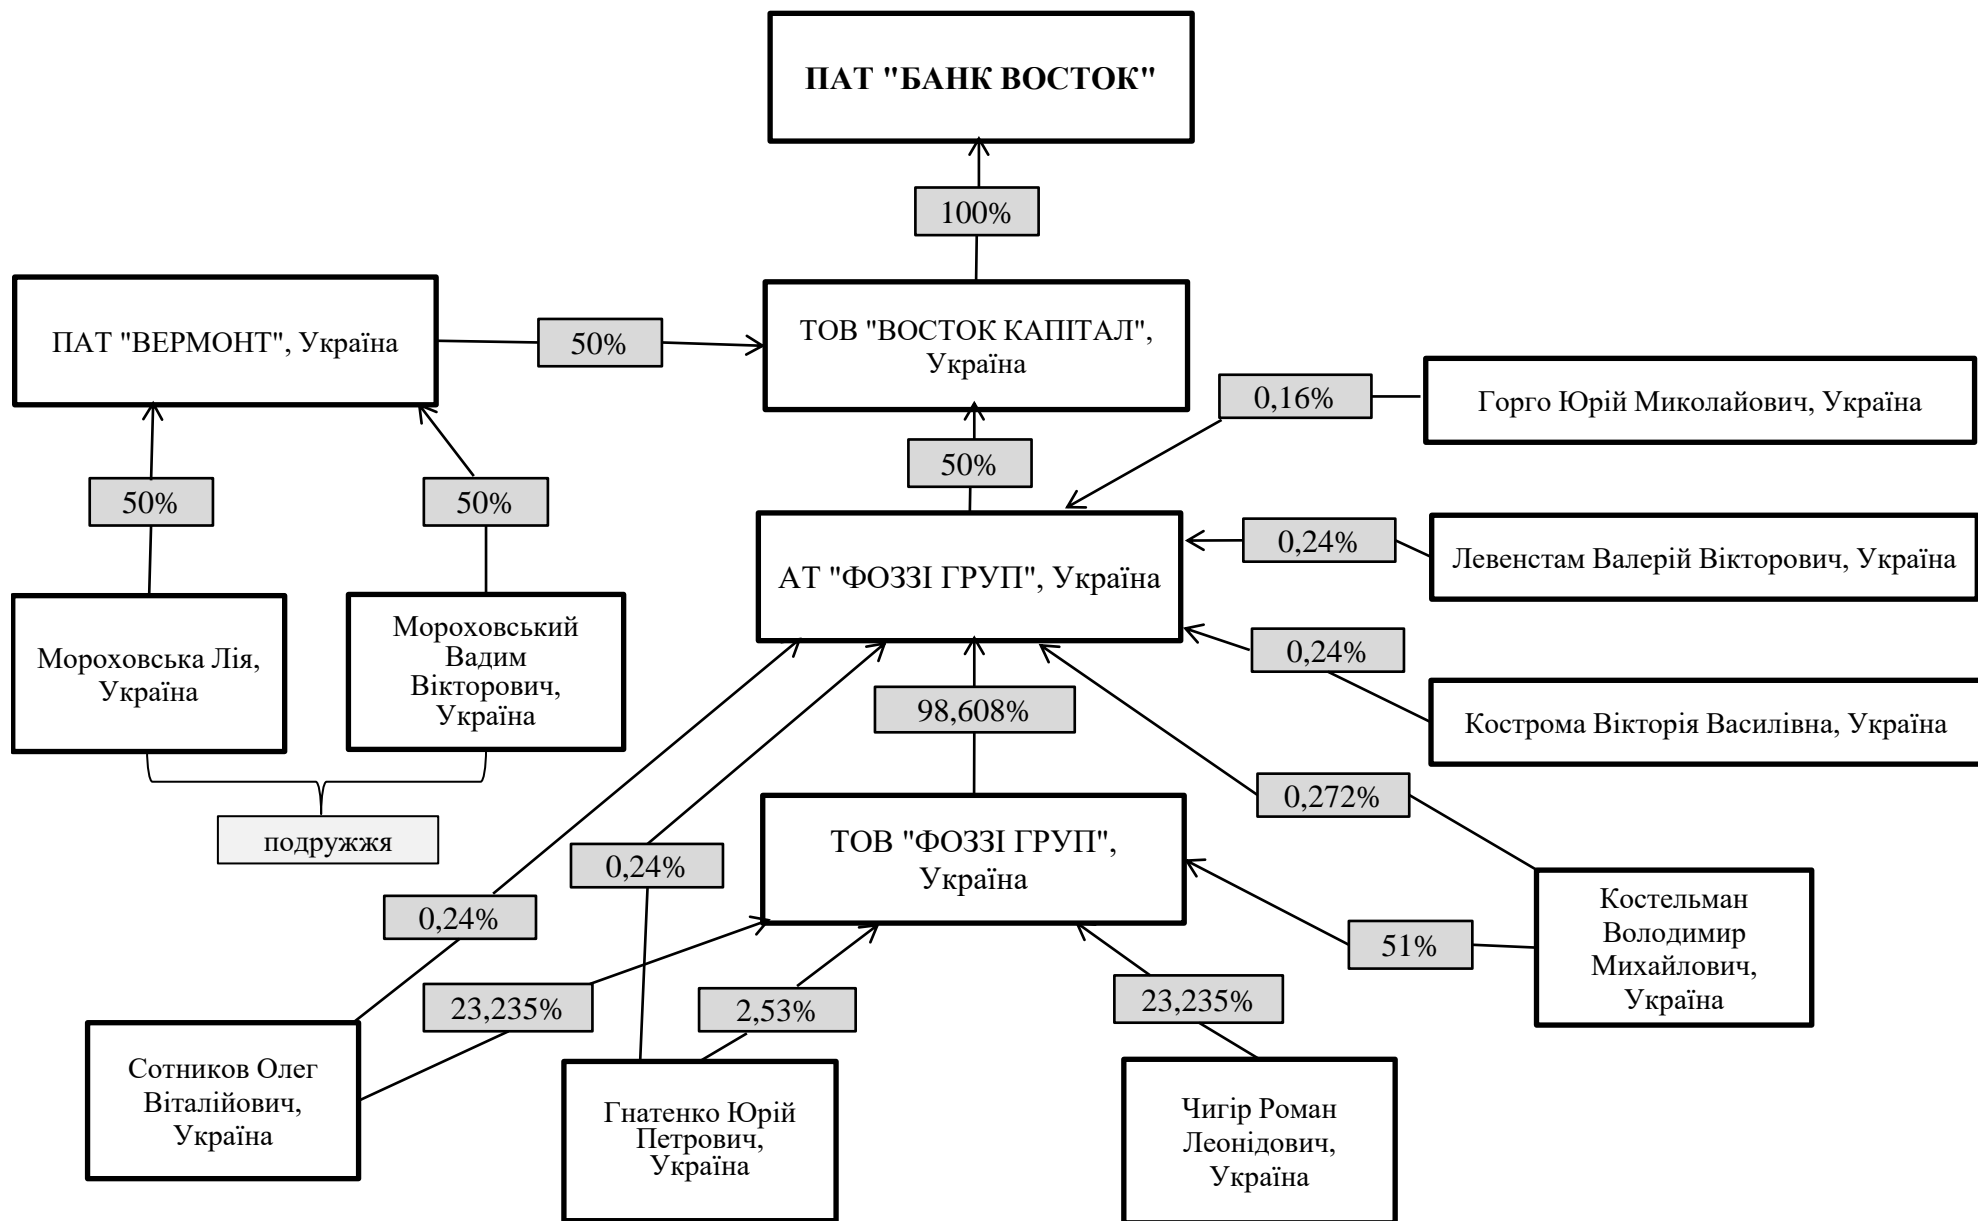 ПАТ "БАНК ВОСТОК"
100%
ПАТ "ВЕРМОНТ", Україна
50%
ТОВ "ВОСТОК КАПІТАЛ",
Україна
0,16%
Горго Юрій Миколайович, Україна
50%
50%
50%
АТ "ФОЗЗІ ГРУП", Україна
0,24%
Левенстам Валерій Вікторович, Україна
Мороховська Лія,
Україна
Мороховський
Вадим
Вікторович,
Україна
0,24%
Кострома Вікторія Василівна, Україна
98,608%
0,272%
подружжя
ТОВ "ФОЗЗІ ГРУП",
Україна
0,24%
0,24%
51%
Костельман
Володимир
Михайлович,
Україна
23,235%
2,53%
23,235%
Сотников Олег
Віталійович,
Україна
Гнатенко Юрій
Петрович,
Україна
Чигір Роман
Леонідович,
Україна